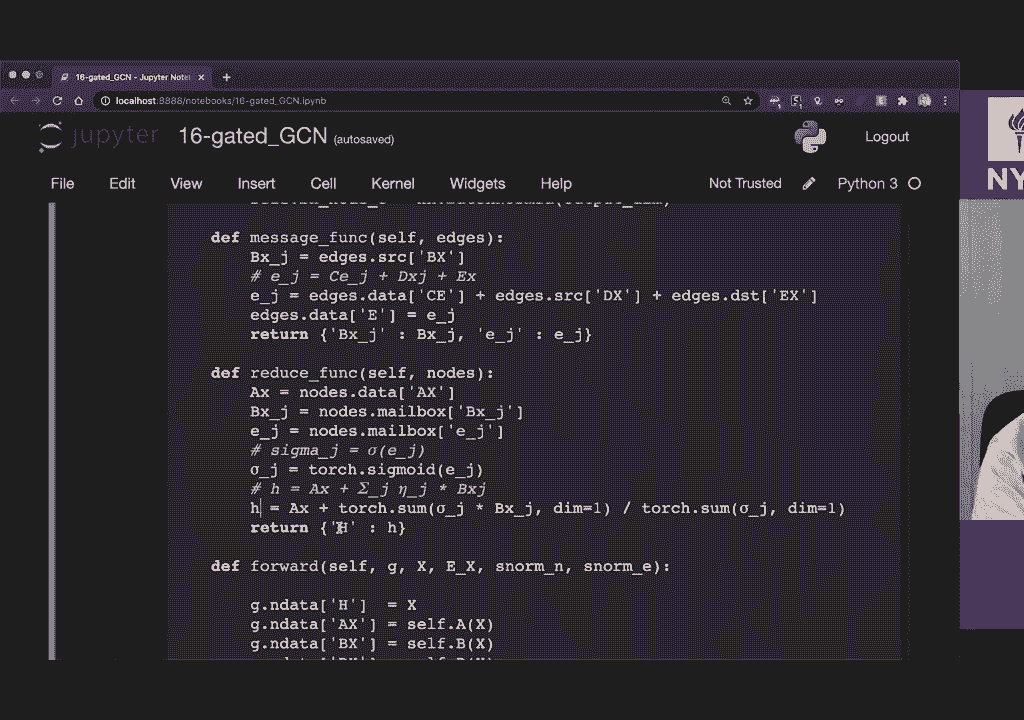 16-gated_GCN - Jupyter Note
localhost:8888/notebooks/16-gated_GCN.ipynb
jupyter 16-gated_GCN (autosaved)
Logout
File Edit View Insert Cell Kernel Widgets Help Not Trusted Python 3
NY
def message_func(self, edges):
Bx_j = edges.src['BX']
# e_j = Ce_j + Dxj + Ex
e_j = edges.data['CE'] + edges.src['DX'] + edges.dst['EX']
edges.data['E'] = e_j
return {'Bx_j' : Bx_j, 'e_j' : e_j}
def reduce_func(self, nodes):
Ax = nodes.data['AX']
Bx_j = nodes.mailbox['Bx_j']
e_j = nodes.mailbox['e_j']
# sigma_j = σ(e_j)
σ_j = torch.sigmoid(e_j)
# h = Ax + Σ_j η_j * Bxj
h = Ax + torch.sum(σ_j * Bx_j, dim=1) / torch.sum(σ_j, dim=1)
return {'H' : h}
def forward(self, g, X, E_X, snorm_n, snorm_e):
g.ndata['H'] = X
g.ndata['AX'] = self.A(X)
g.ndata['BX'] = self.B(X)